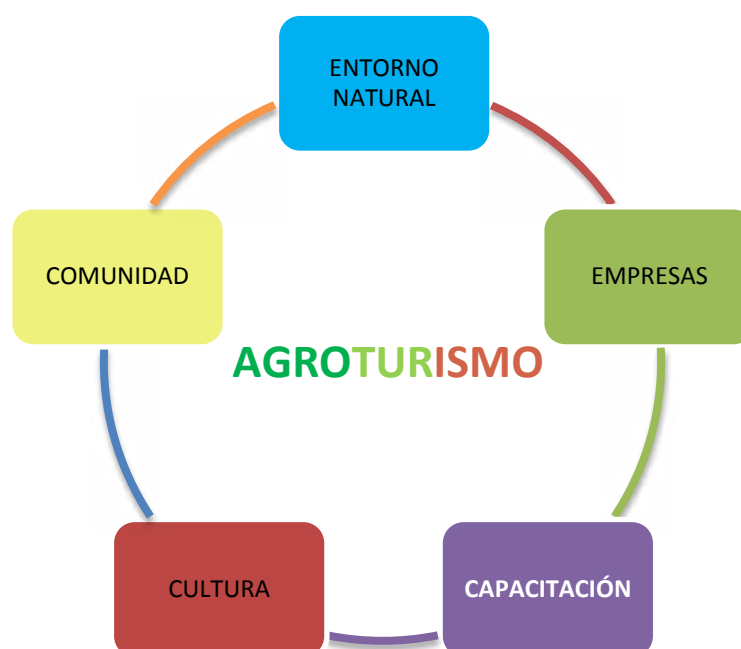 ENTORNO
NATURAL
COMUNIDAD
EMPRESAS
AGROTURISMO
CULTURA
CAPACITACIÓN